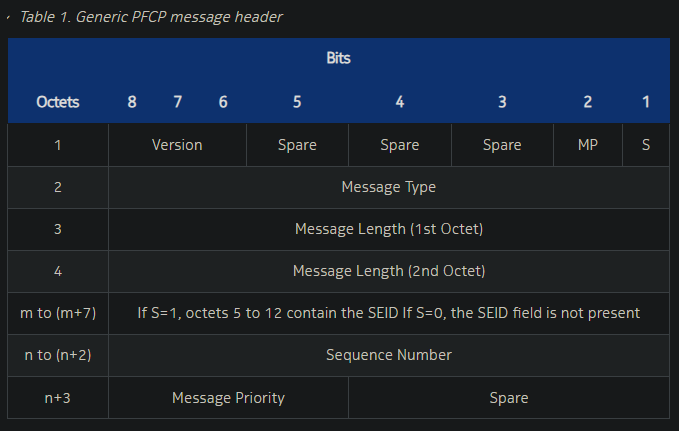 Table 1. Generic PFCP message header
Bits
Octets 8 7 6 5 4 3 2 1
1 Version Spare Spare Spare MP S
2 Message Type
3 Message Length (1st Octet)
4 Message Length (2nd Octet)
m to (m+7) If S=1, octets 5 to 12 contain the SEID If S=0, the SEID field is not present
n to (n+2) Sequence Number
n+3 Message Priority Spare